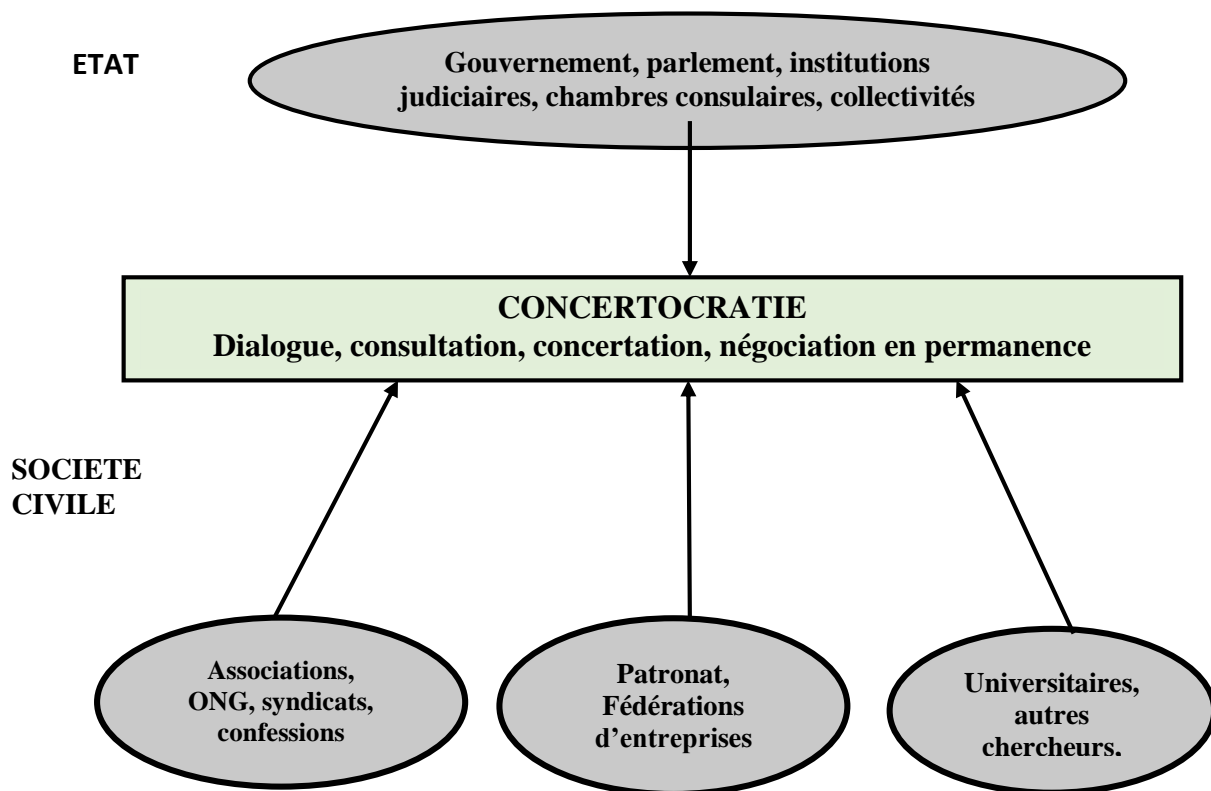 ETAT
Gouvernement, parlement, institutions
judiciaires, chambres consulaires, collectivités
CONCERTOCRATIE
Dialogue, consultation, concertation, négociation en permanence
SOCIETE
CIVILE
Associations,
ONG, syndicats,
confessions
Patronat,
Fédérations
d’entreprises
Universitaires,
autres
chercheurs.